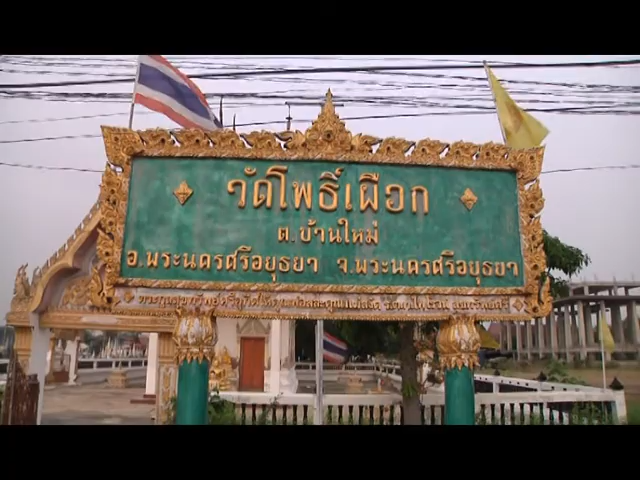 วัดโพธิ์เผือก
ต.บ้านใหม่
อ.พระนครศรีอยุธยา จ.พระนครศรีอยุธยา